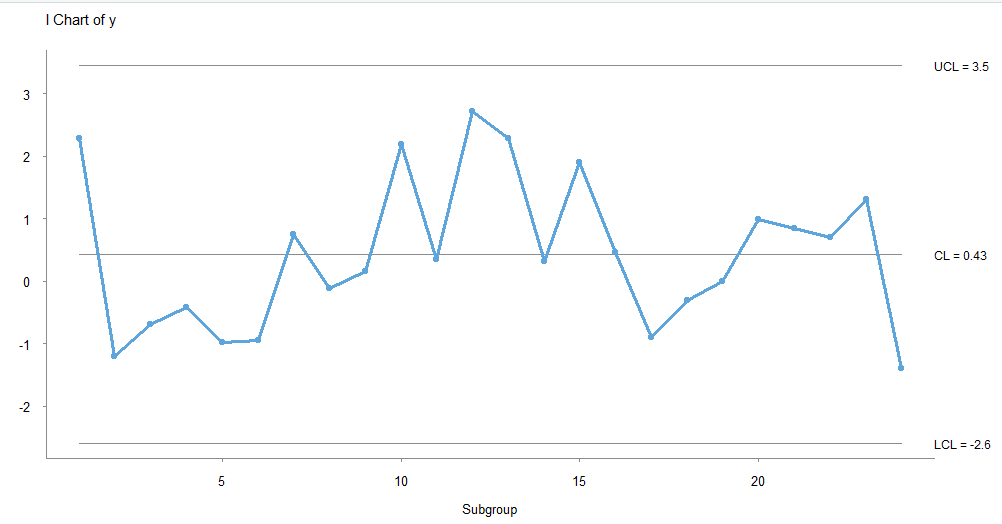 I Chart of y
UCL = 3.5
3
2
1
CL = 0.43
0
-1
-2
LCL = -2.6
5 10 15 20
Subgroup